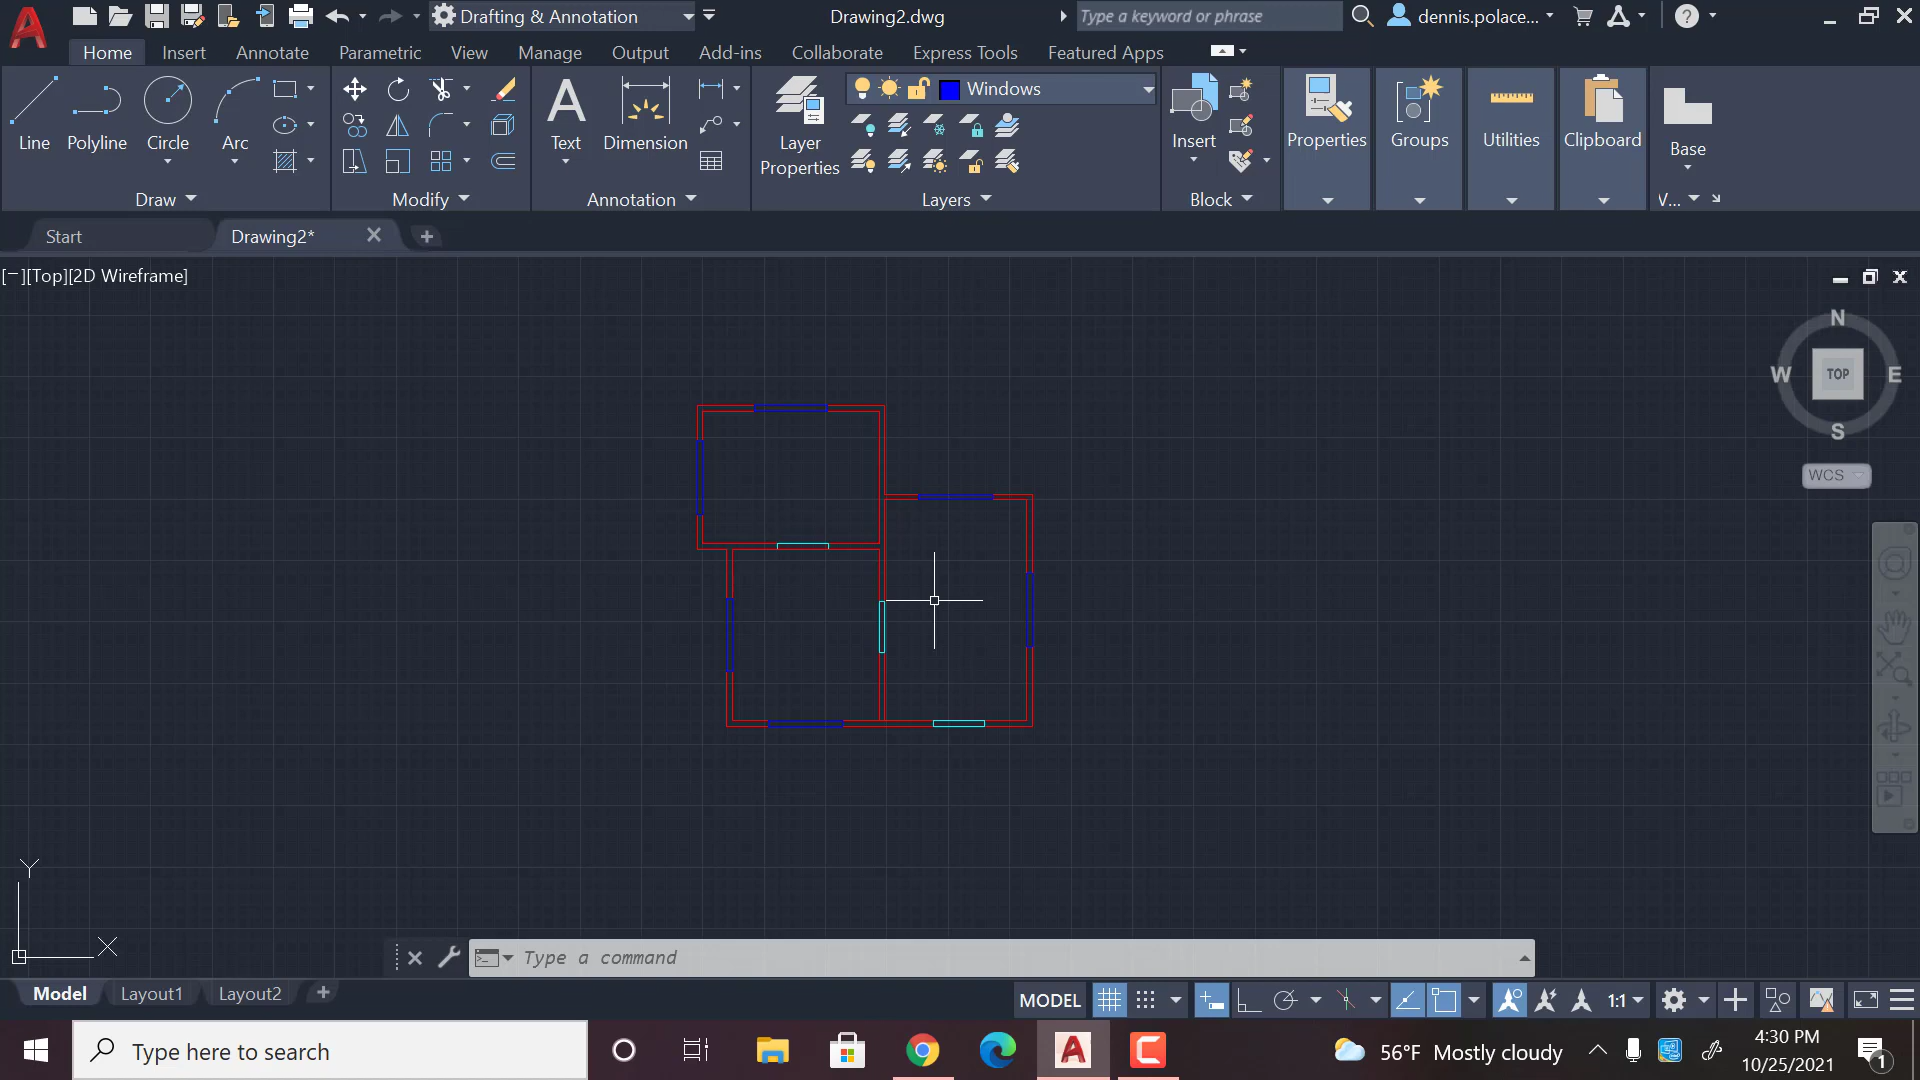 Drafting & Annotation
Drawing2.dwg
Type a keyword or phrase
dennis.polace...
Home Insert Annotate Parametric View Manage Output Add-ins Collaborate Express Tools Featured Apps
Line Polyline Circle Arc
Draw
Modify
Text Dimension
Annotation
Layer Properties
Windows
Layers
Insert
Block
Properties
Groups
Utilities
Clipboard
Base
V...
Start
Drawing2*
[−][Top][2D Wireframe]
N
W TOP E
S
WCS
Y
X
Type a command
Model Layout1 Layout2
MODEL
1:1
Type here to search
56°F Mostly cloudy
4:30 PM
10/25/2021
1